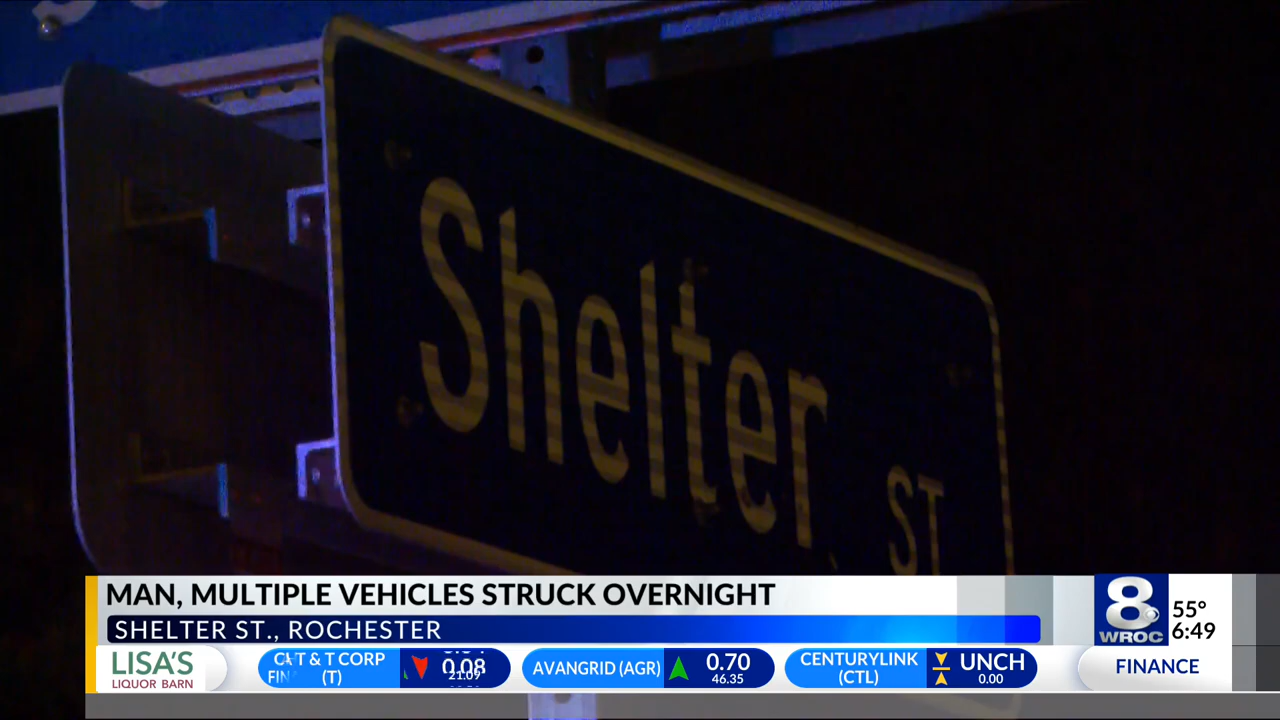 Shelter ST
MAN, MULTIPLE VEHICLES STRUCK OVERNIGHT
SHELTER ST., ROCHESTER
8
WROC
55°
6:49
LISA'S
LIQUOR BARN
T & T CORP
(T)
0.08
21.09
AVANGRID (AGR)
0.70
46.35
CENTURYLINK
(CTL)
UNCH
0.00
FINANCE